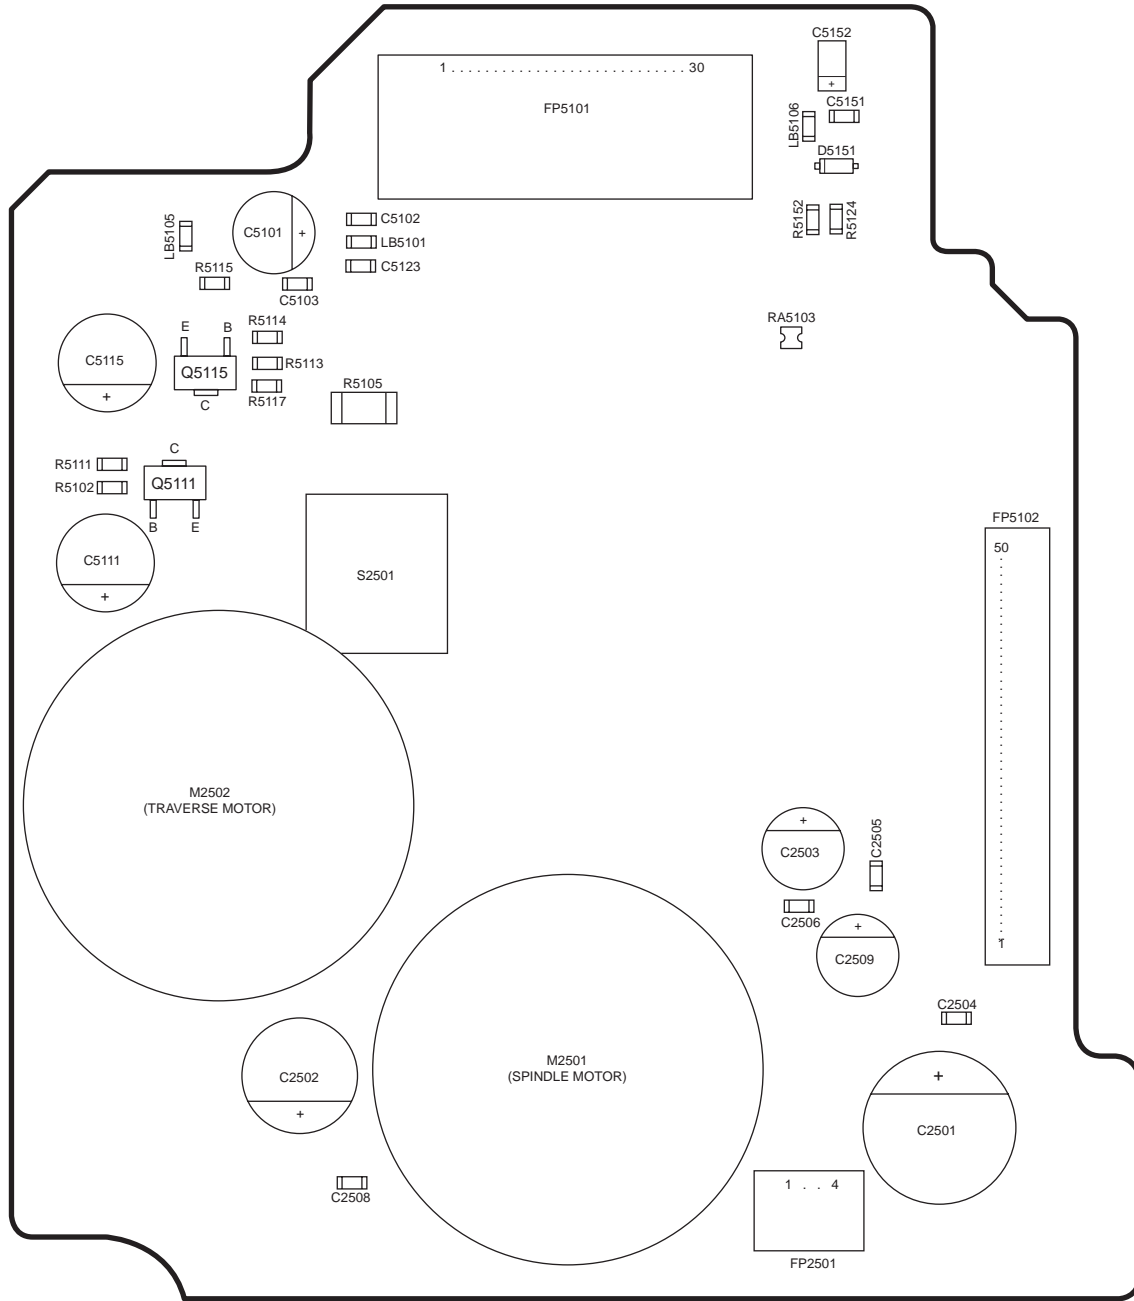 C5152
1 . . . . . . . . . . . . . . . . . . . . . . . . . . . . 30
+
FP5101
C5151
LB5106
D5151
R5152
R5124
LB5105
C5101 +
C5102
LB5101
C5123
R5115
C5103
RA5103
E B
R5114
C5115
Q5115
R5113
+
C
R5117
R5105
C
R5111
Q5111
R5102
B E
FP5102
50
C5111
+
S2501
M2502
(TRAVERSE MOTOR)
+
C2503
C2505
C2506
+
C2509
1
C2504
M2501
(SPINDLE MOTOR)
C2502
+
+
C2501
C2508
1 . . 4
FP2501